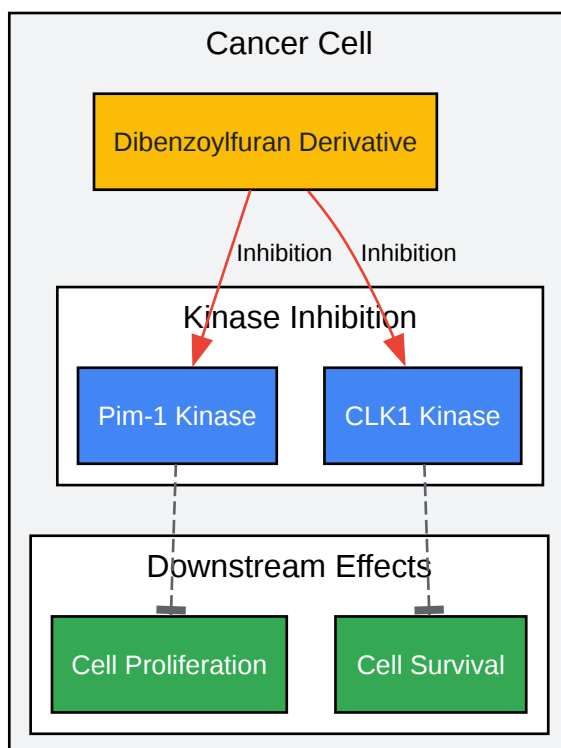 Cancer Cell
Dibenzoylfuran Derivative
Inhibition
Inhibition
Kinase Inhibition
Pim-1 Kinase
CLK1 Kinase
Downstream Effects
Cell Proliferation
Cell Survival